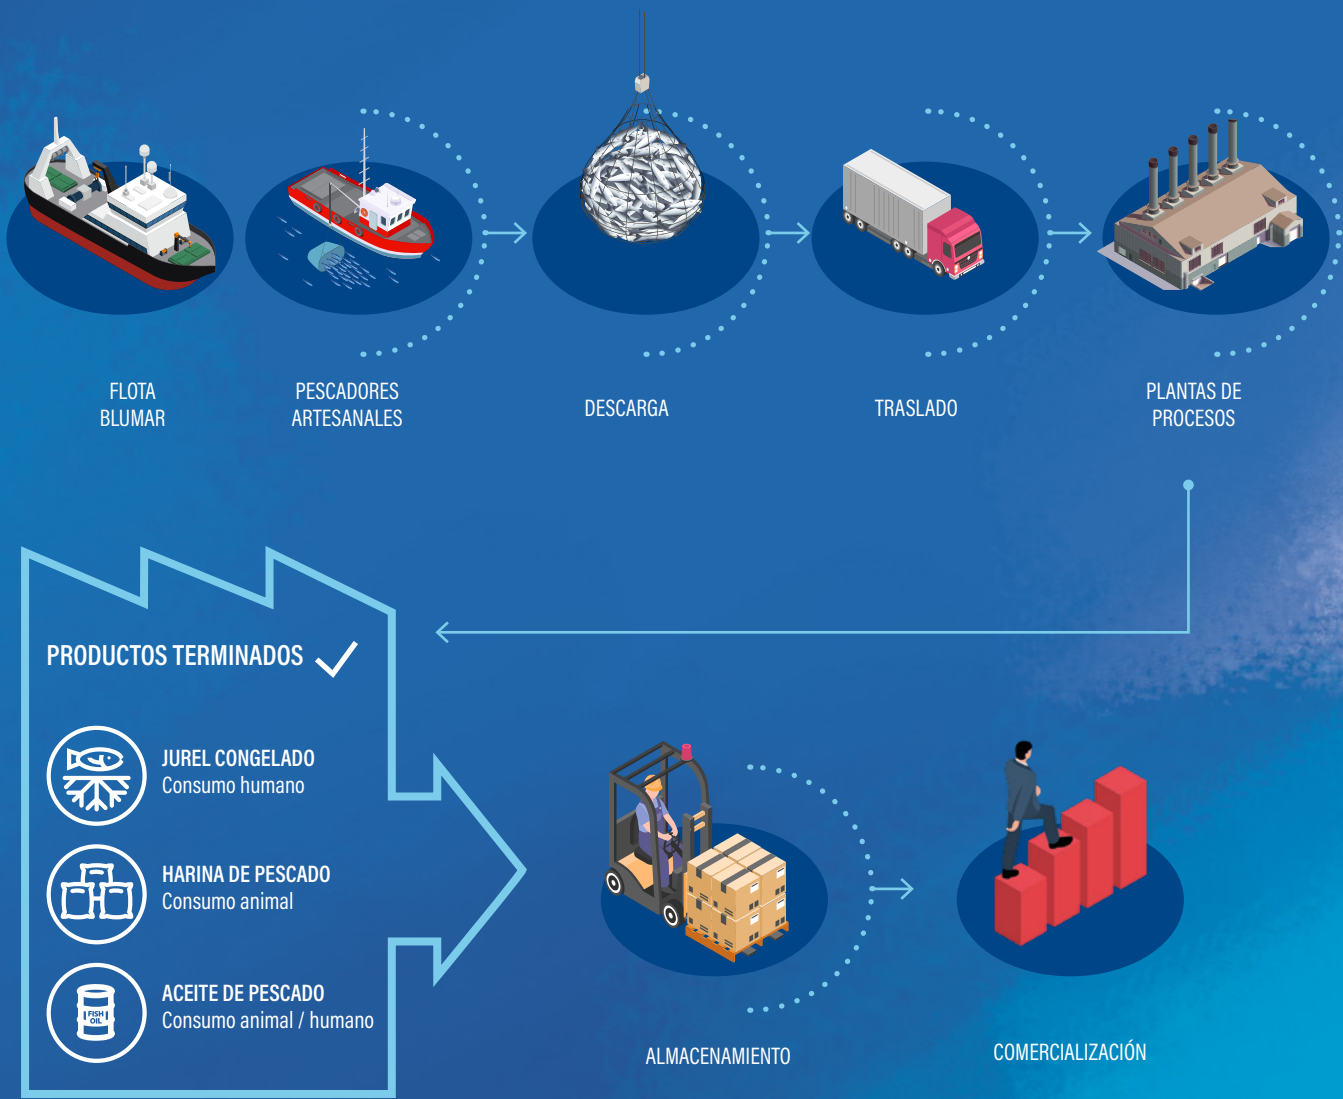 FLOTA
BLUMAR
PESCADORES
ARTESANALES
DESCARGA
TRASLADO
PLANTAS DE
PROCESOS
PRODUCTOS TERMINADOS
JUREL CONGELADO
Consumo humano
HARINA DE PESCADO
Consumo animal
FISH
OIL
ACEITE DE PESCADO
Consumo animal / humano
ALMACENAMIENTO
COMERCIALIZACIÓN